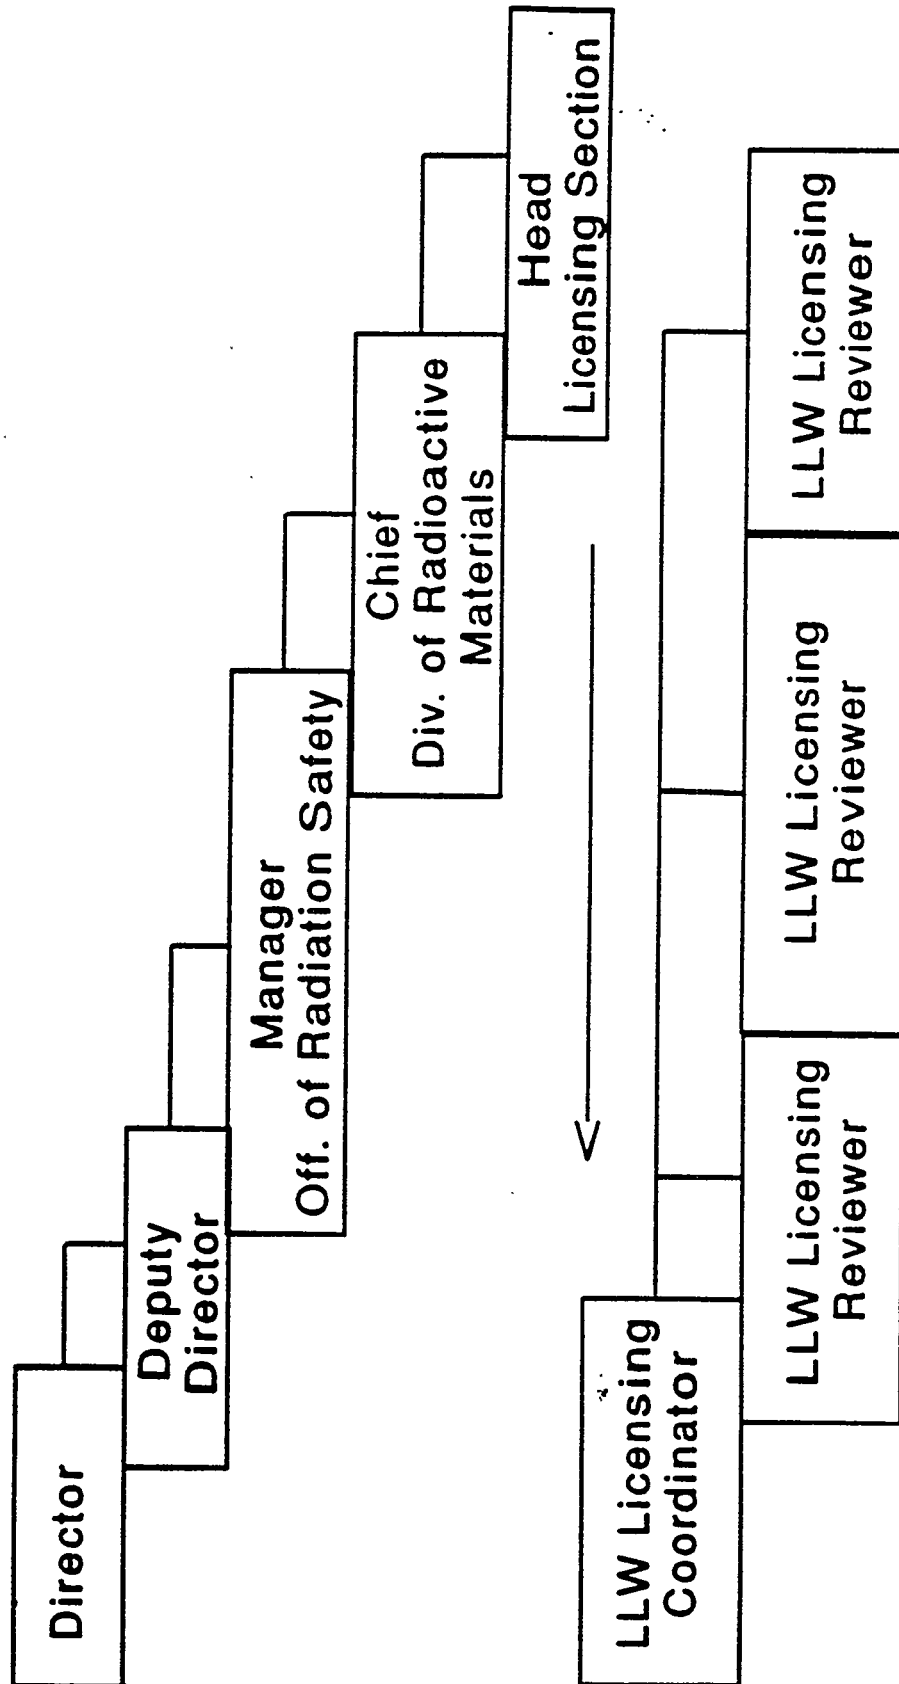 Director
Deputy
Director
Manager
Off. of Radiation Safety
Chief
Div. of Radioactive
Materials
Head
Licensing Section
LLW Licensing
Coordinator
LLW Licensing
Reviewer
LLW Licensing
Reviewer
LLW Licensing
Reviewer